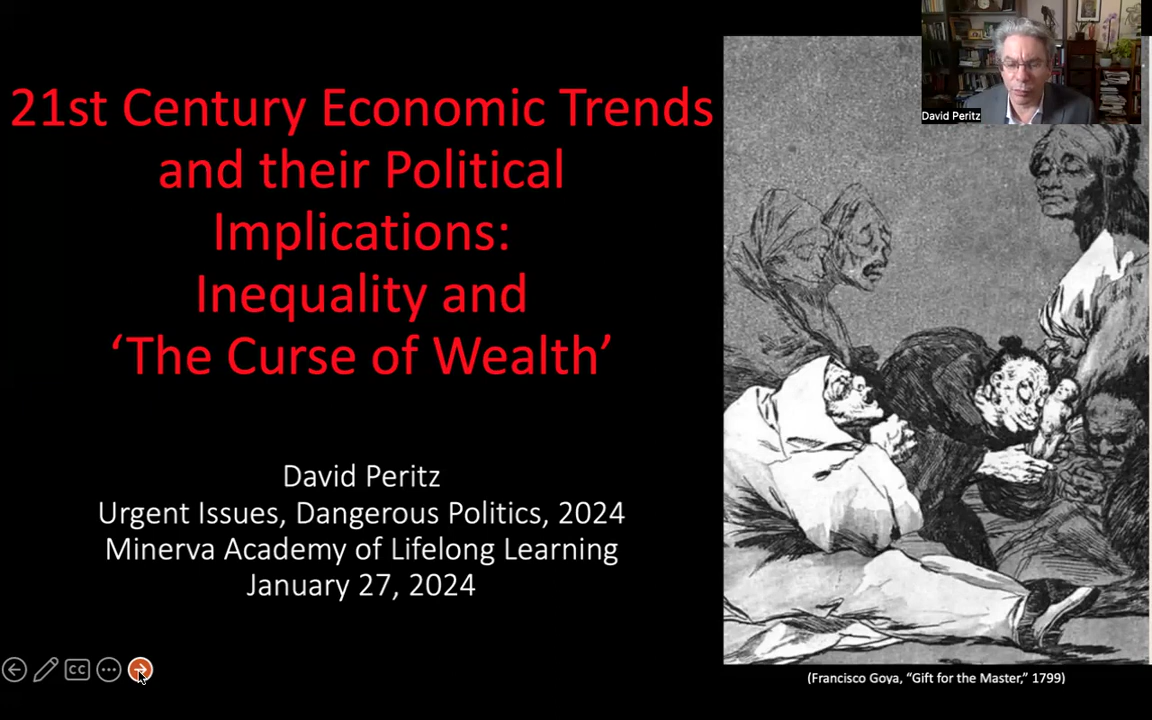 21st Century Economic Trends
and their Political
Implications:
Inequality and
‘The Curse of Wealth’
David Peritz
Urgent Issues, Dangerous Politics, 2024
Minerva Academy of Lifelong Learning
January 27, 2024
David Peritz
CC
(Francisco Goya, “Gift for the Master,” 1799)